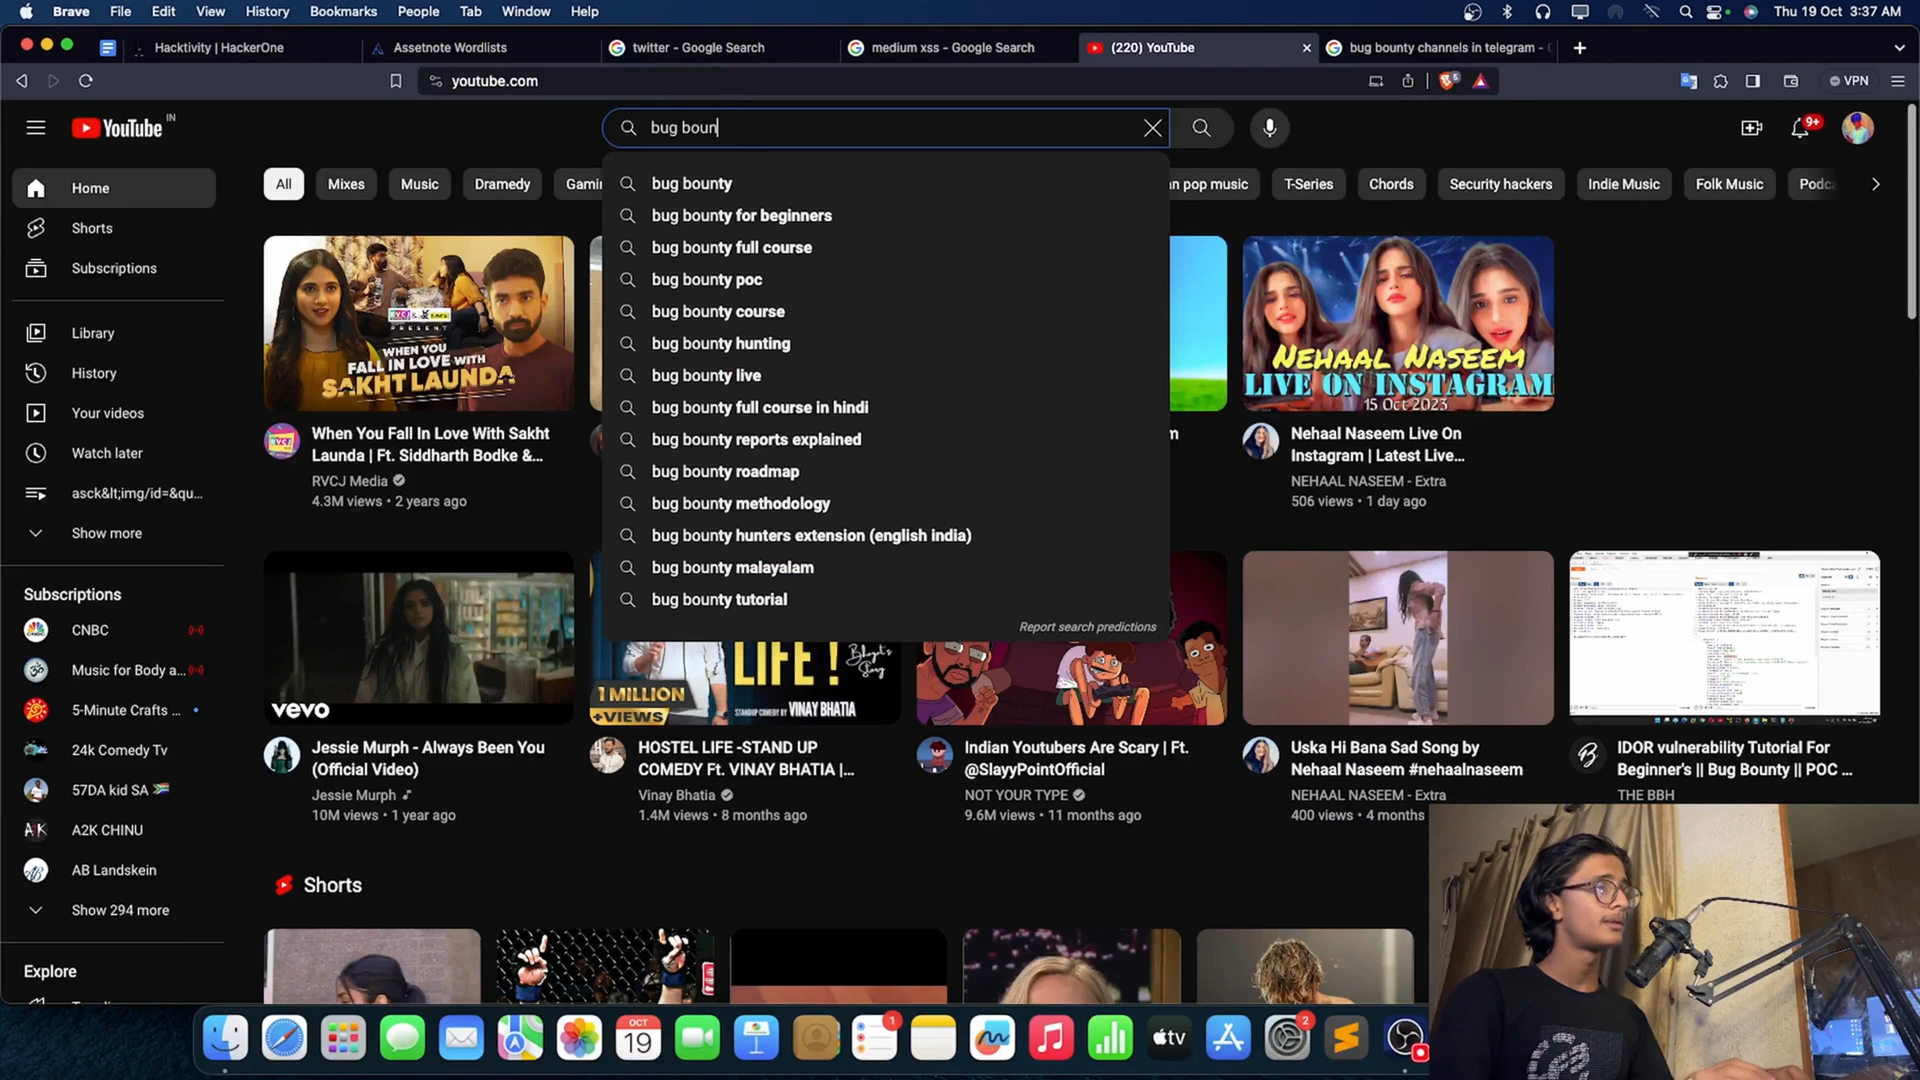 Brave File Edit View History Bookmarks People Tab Window Help
Thu 19 Oct 3:37 AM
Hacktivity | HackerOne
Assetnote Wordlists
twitter - Google Search
medium xss - Google Search
(220) YouTube
bug bounty channels in telegram -
youtube.com
5
VPN
YouTube IN
bug boun
9+
All
Mixes
Music
Dramedy
n pop music
T-Series
Chords
Security hackers
Indie Music
Folk Music
Home
Shorts
Subscriptions
Library
History
Your videos
Watch later
asck&lt;img/id=&qu...
Show more
Subscriptions
CNBC
Music for Body a...
5-Minute Crafts ...
24k Comedy Tv
57DA kid SA
A2K CHINU
AB Landskein
Show 294 more
Explore
bug bounty
bug bounty for beginners
bug bounty full course
bug bounty poc
bug bounty course
bug bounty hunting
bug bounty live
bug bounty full course in hindi
bug bounty reports explained
bug bounty roadmap
bug bounty methodology
bug bounty hunters extension (english india)
bug bounty malayalam
bug bounty tutorial
Report search predictions
PRESENT
WHEN YOU
FALL IN LOVE WITH
SAKHT LAUNDA
When You Fall In Love With Sakht
Launda | Ft. Siddharth Bodke &...
RVCJ Media
4.3M views • 2 years ago
NEHAAL NASEEM
LIVE ON INSTAGRAM
15 Oct 2023
Nehaal Naseem Live On
Instagram | Latest Live...
NEHAAL NASEEM - Extra
506 views • 1 day ago
vevo
Jessie Murph - Always Been You
(Official Video)
Jessie Murph
10M views • 1 year ago
LIFE !
1 MILLION
+VIEWS
STANDUP COMEDY BY VINAY BHATIA
HOSTEL LIFE -STAND UP
COMEDY Ft. VINAY BHATIA |...
Vinay Bhatia
1.4M views • 8 months ago
Indian Youtubers Are Scary | Ft.
@SlayyPointOfficial
NOT YOUR TYPE
9.6M views • 11 months ago
Uska Hi Bana Sad Song by
Nehaal Naseem #nehaalnaseem
NEHAAL NASEEM - Extra
400 views • 4 months
IDOR vulnerability Tutorial For
Beginner's || Bug Bounty || POC ...
THE BBH
Shorts
OCT
19
1
tv
2